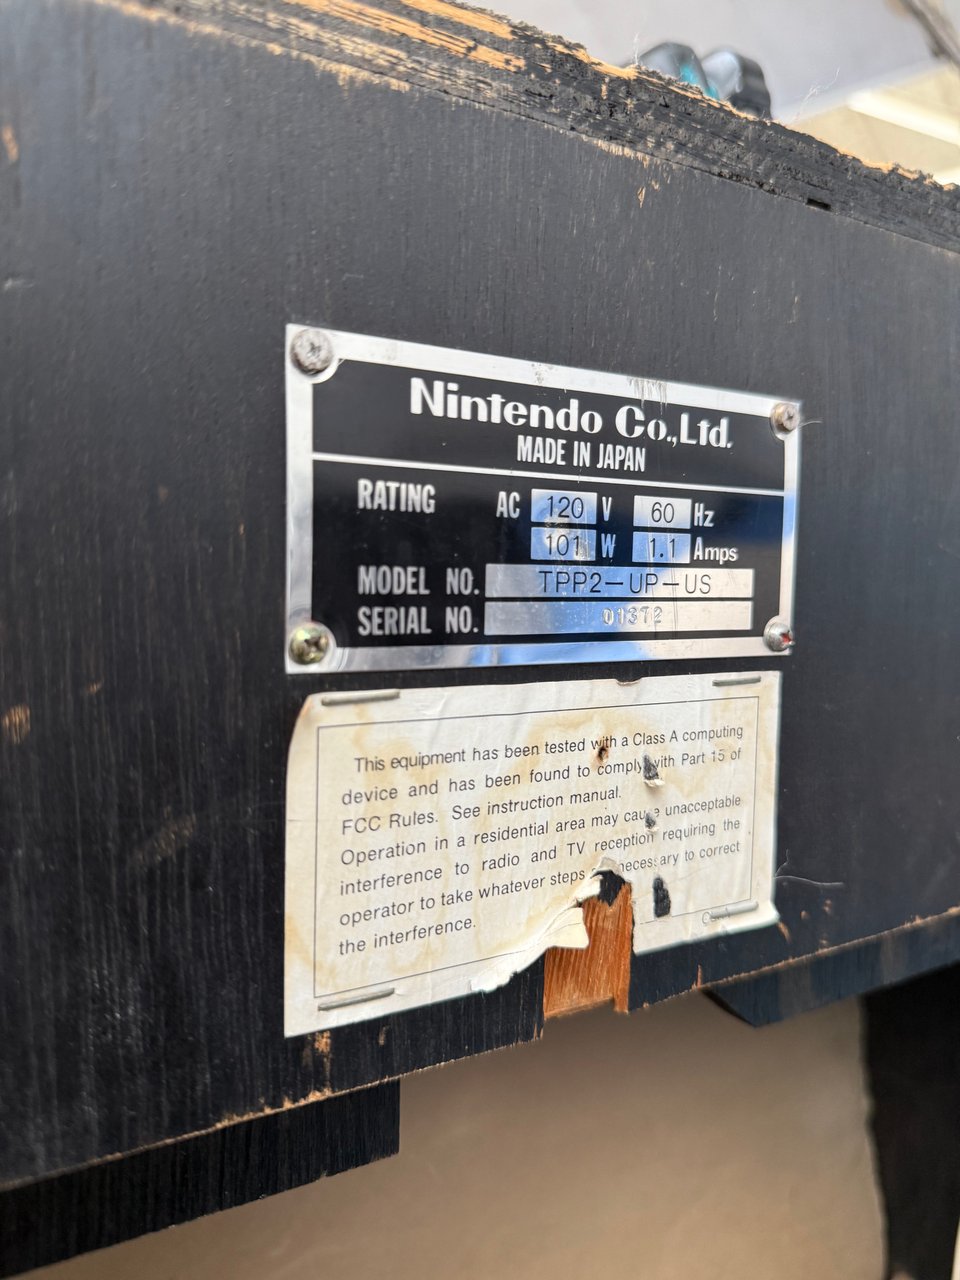 Nintendo Co.,Ltd.
MADE IN JAPAN
RATING AC 120 V 60 Hz
101 W 1.1 Amps
MODEL NO. TPP2-UP-US
SERIAL NO. 01372
This equipment has been tested with a Class A computing
device and has been found to comply with Part 15 of
FCC Rules. See instruction manual.
Operation in a residential area may cause unacceptable
interference to radio and TV reception requiring the
operator to take whatever steps necessary to correct
the interference.